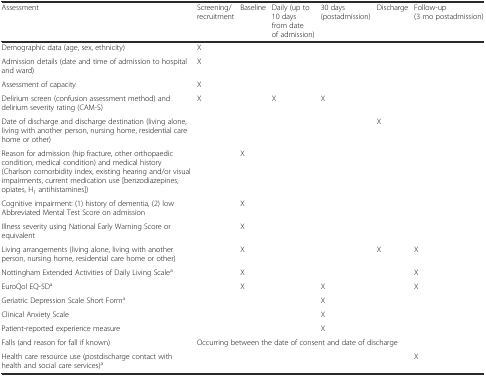 Assessment Screening/ Baseline Daily (up to 30 days Discharge Follow-up
recruitment 10 days (postadmission) (3 mo postadmission)
from date
of admission)
Demographic data (age, sex, ethnicity) X
Admission details (date and time of admission to hospital X
and ward)
Assessment of capacity X
Delirium screen (confusion assessment method) and X X X
delirium severity rating (CAM-S)
Date of discharge and discharge destination (living alone, X
living with another person, nursing home, residential care
home or other)
Reason for admission (hip fracture, other orthopaedic X
condition, medical condition) and medical history
(Charlson comorbidity index, existing hearing and/or visual
impairments, current medication use [benzodiazepines,
opiates, H₁ antihistamines])
Cognitive impairment: (1) history of dementia, (2) low X
Abbreviated Mental Test Score on admission
Illness severity using National Early Warning Score or X
equivalent
Living arrangements (living alone, living with another X X X
person, nursing home, residential care home or other)
Nottingham Extended Activities of Daily Living Scaleᵃ X X
EuroQol EQ-5Dᵃ X X X
Geriatric Depression Scale Short Formᵃ X
Clinical Anxiety Scale X
Patient-reported experience measure X
Falls (and reason for fall if known) Occurring between the date of consent and date of discharge
Health care resource use (postdischarge contact with X
health and social care services)ᵃ